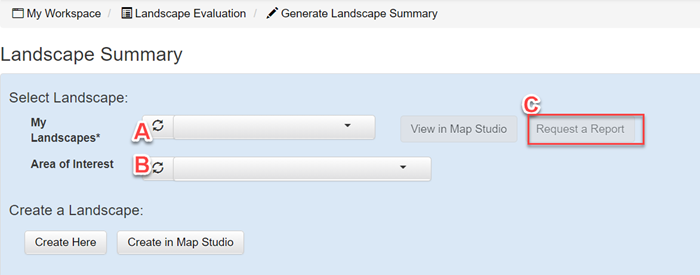 My Workspace / Landscape Evaluation / Generate Landscape Summary
Landscape Summary
Select Landscape:
C
My Landscapes*
A
View in Map Studio
Request a Report
Area of Interest
B
Create a Landscape:
Create Here
Create in Map Studio